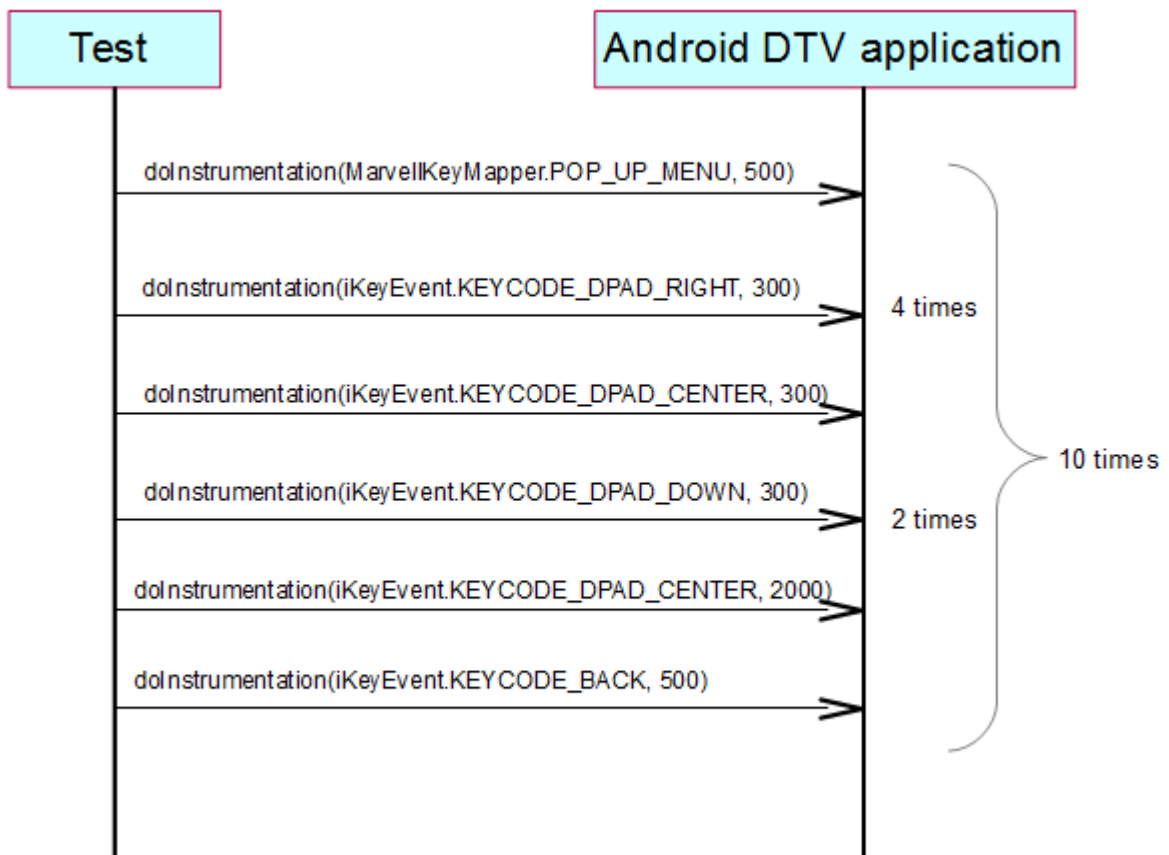 Test
Android DTV application
doInstrumentation(MarvellKeyMapper.POP_UP_MENU, 500)
doInstrumentation(iKeyEvent.KEYCODE_DPAD_RIGHT, 300)
4 times
doInstrumentation(iKeyEvent.KEYCODE_DPAD_CENTER, 300)
10 times
doInstrumentation(iKeyEvent.KEYCODE_DPAD_DOWN, 300)
2 times
doInstrumentation(iKeyEvent.KEYCODE_DPAD_CENTER, 2000)
doInstrumentation(iKeyEvent.KEYCODE_BACK, 500)